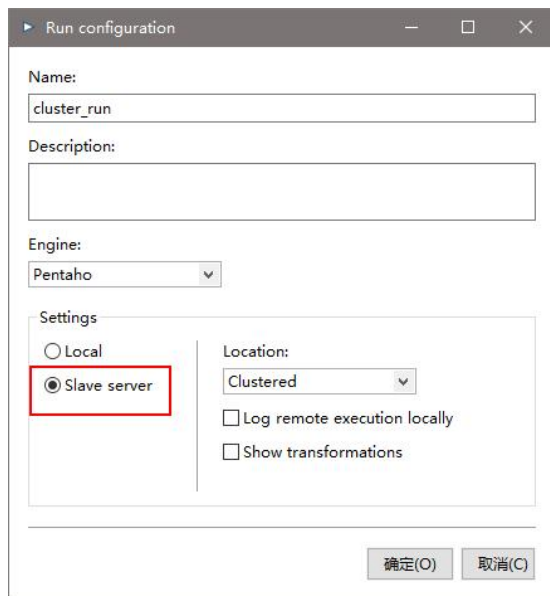 Run configuration
Name:
cluster_run
Description:
Engine:
Pentaho
Settings
Local
Slave server
Location:
Clustered
Log remote execution locally
Show transformations
确定(O)
取消(C)